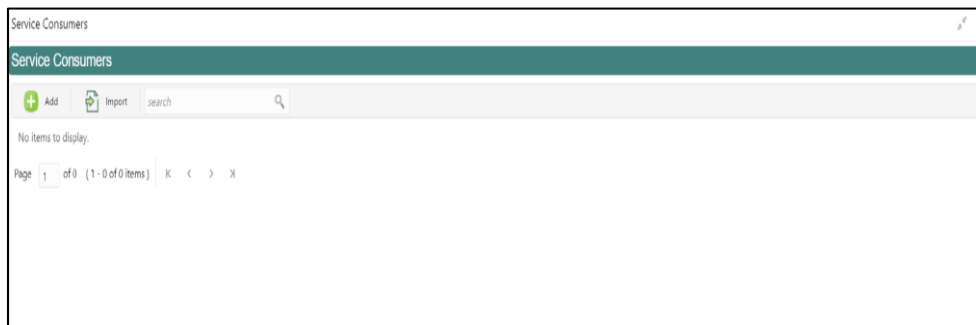 Service Consumers
Service Consumers
Add Import search
No items to display.
Page 1 of 0 ( 1 - 0 of 0 items )